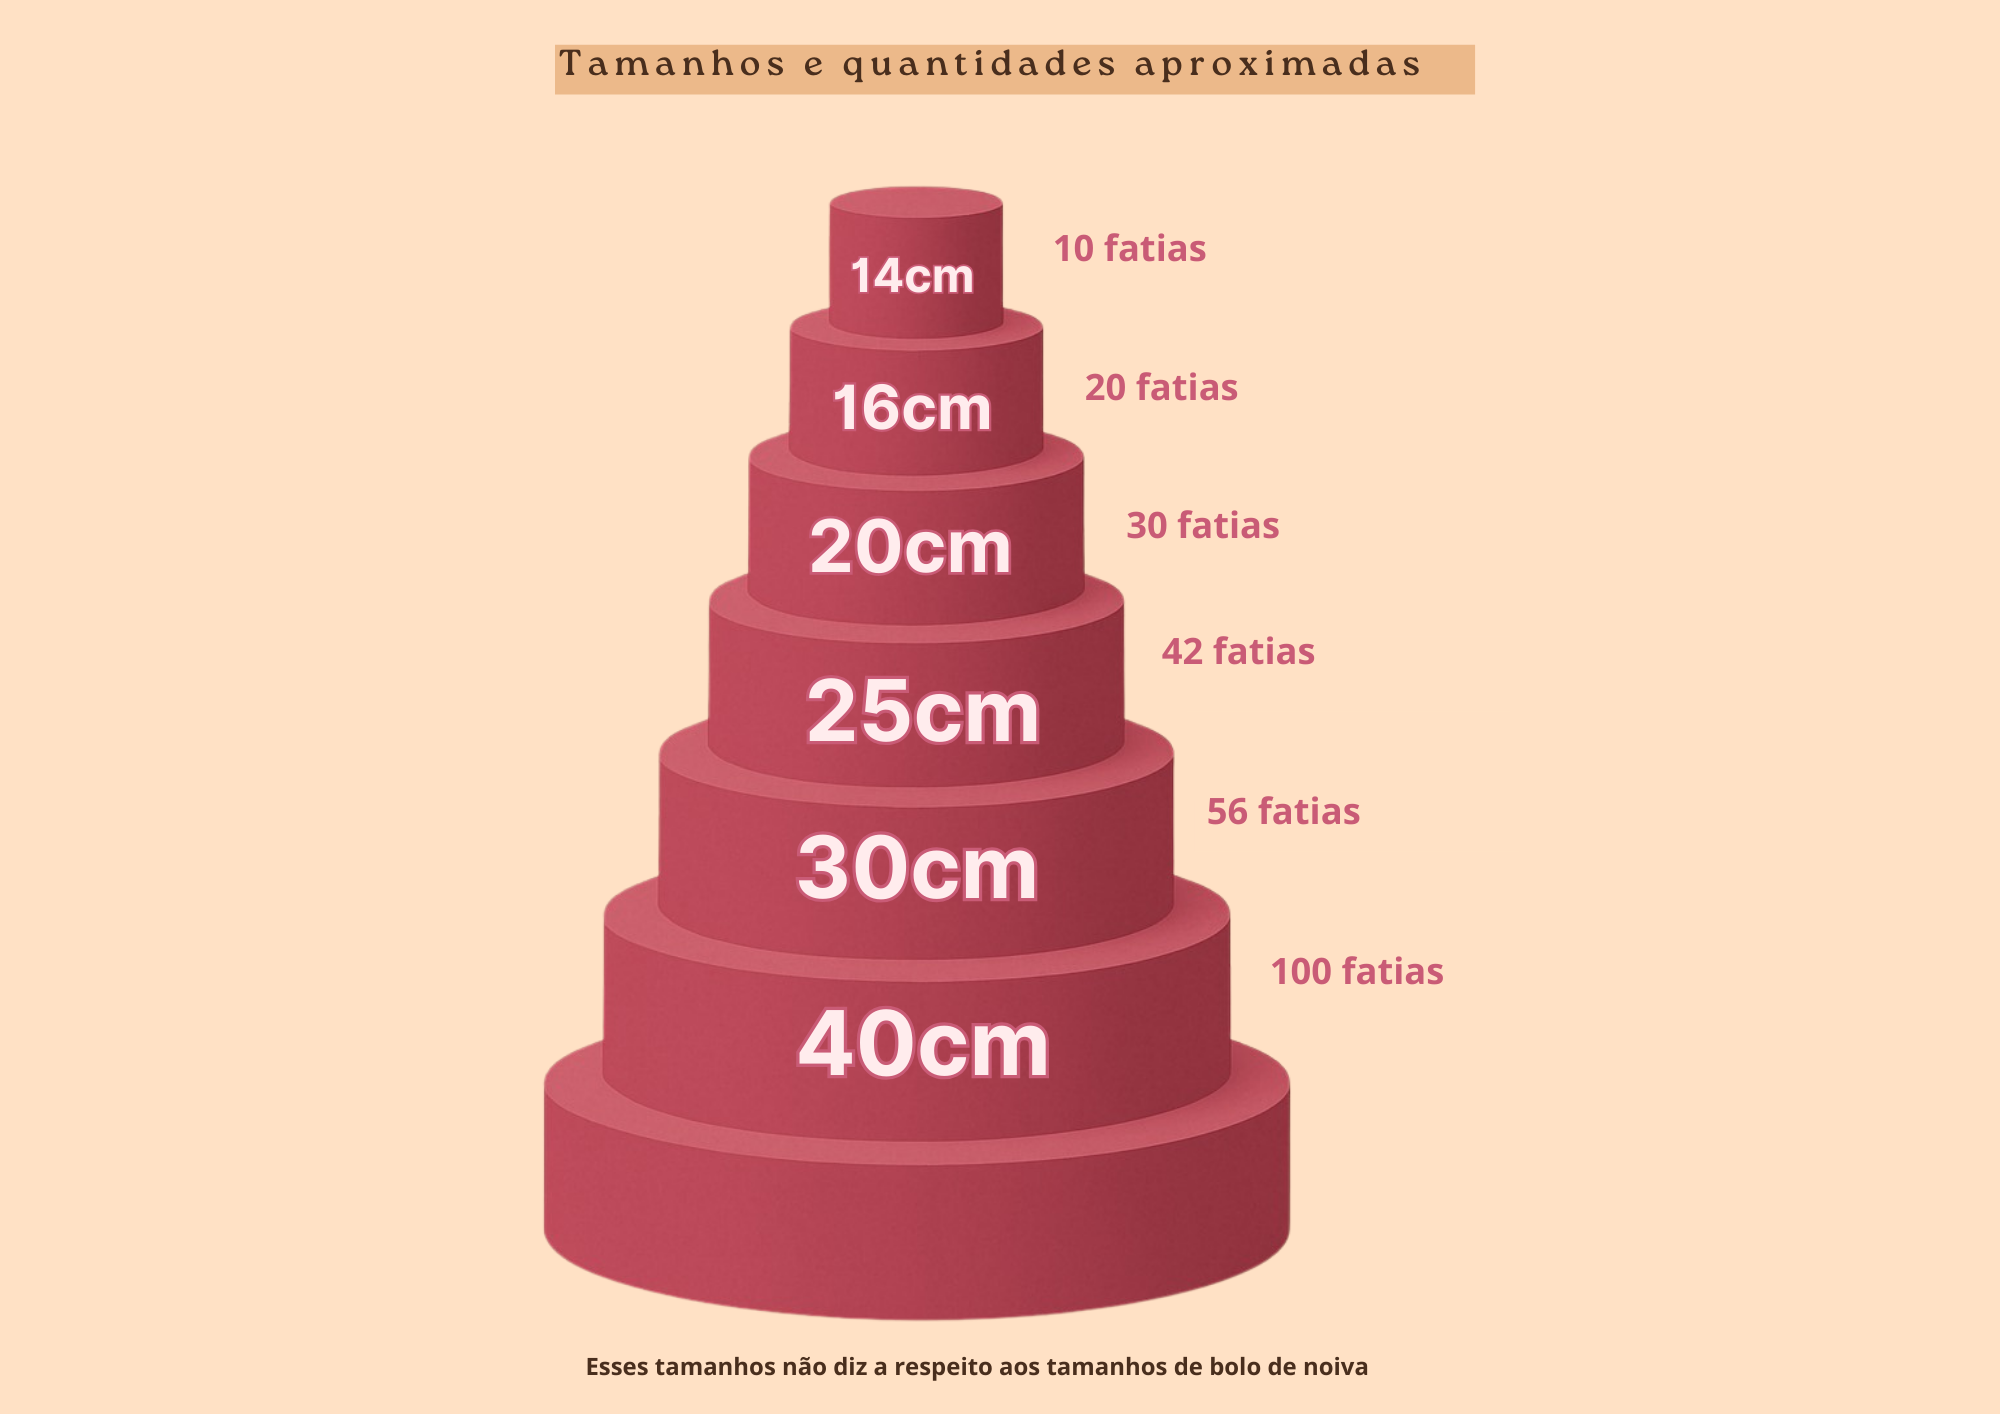 Tamanhos e quantidades aproximadas
14cm
10 fatias
16cm
20 fatias
20cm
30 fatias
25cm
42 fatias
30cm
56 fatias
40cm
100 fatias
Esses tamanhos não diz a respeito aos tamanhos de bolo de noiva